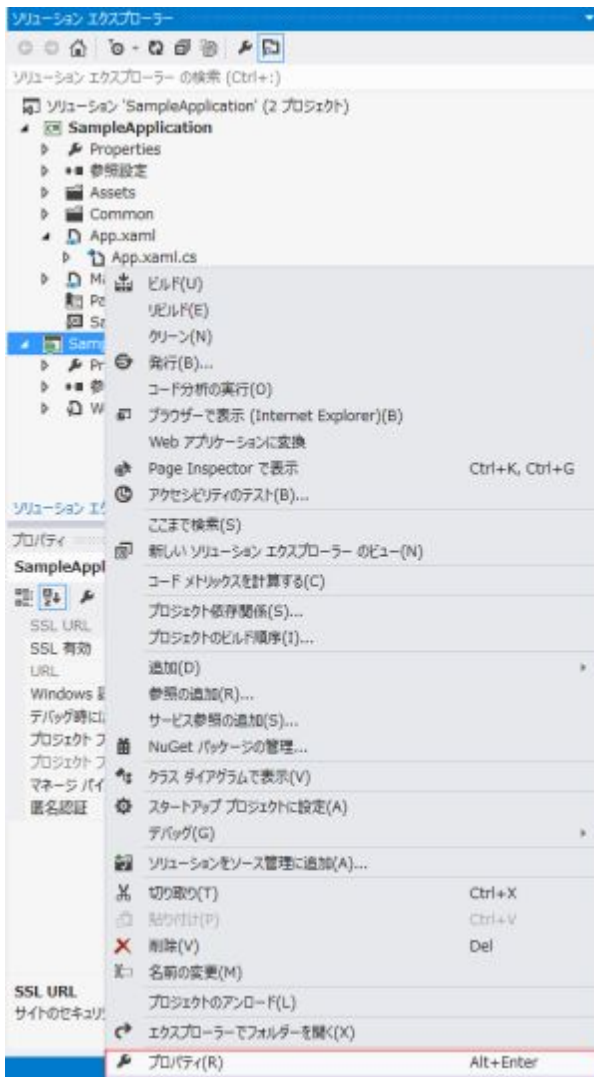 ソリューション エクスプローラー
ソリューション エクスプローラー の検索 (Ctrl+:)
ソリューション 'SampleApplication' (2 プロジェクト)
SampleApplication
Properties
参照設定
Assets
Common
App.xaml
App.xaml.cs
ビルド(U)
リビルド(E)
クリーン(N)
発行(B)...
コード分析の実行(O)
ブラウザーで表示 (Internet Explorer)(B)
Web アプリケーションに変換
Page Inspector で表示 Ctrl+K, Ctrl+G
アクセシビリティのテスト(B)...
ここまで検索(S)
新しい ソリューション エクスプローラー のビュー(N)
コード メトリックスを計算する(C)
プロジェクト依存関係(S)...
プロジェクトのビルド順序(I)...
追加(D)
参照の追加(R)...
サービス参照の追加(S)...
NuGet パッケージの管理...
クラス ダイアグラムで表示(V)
スタートアップ プロジェクトに設定(A)
デバッグ(G)
ソリューションをソース管理に追加(A)...
切り取り(T) Ctrl+X
貼り付け(P) Ctrl+V
削除(V) Del
名前の変更(M)
プロジェクトのアンロード(L)
エクスプローラーでフォルダーを開く(X)
プロパティ(R) Alt+Enter
ソリューション
プロパティ
SampleAppl
SSL URL
SSL 有効
URL
Windows
デバッグ時に
プロジェクト フ
プロジェクト フ
マネージ パイ
匿名認証
SSL URL
サイトのセキュリ